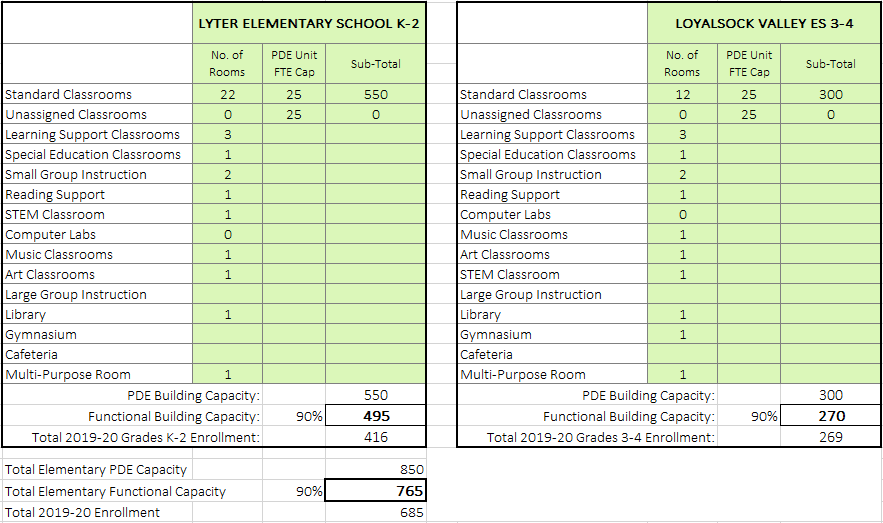 LYTER ELEMENTARY SCHOOL K-2
No. of Rooms PDE Unit FTE Cap Sub-Total
Standard Classrooms 22 25 550
Unassigned Classrooms 0 25 0
Learning Support Classrooms 3
Special Education Classrooms 1
Small Group Instruction 2
Reading Support 1
STEM Classroom 1
Computer Labs 0
Music Classrooms 1
Art Classrooms 1
Large Group Instruction
Library 1
Gymnasium
Cafeteria
Multi-Purpose Room 1
PDE Building Capacity: 550
Functional Building Capacity: 90% 495
Total 2019-20 Grades K-2 Enrollment: 416
Total Elementary PDE Capacity 850
Total Elementary Functional Capacity 90% 765
Total 2019-20 Enrollment 685
LOYALSOCK VALLEY ES 3-4
No. of Rooms PDE Unit FTE Cap Sub-Total
Standard Classrooms 12 25 300
Unassigned Classrooms 0 25 0
Learning Support Classrooms 3
Special Education Classrooms 1
Small Group Instruction 2
Reading Support 1
Computer Labs 0
Music Classrooms 1
Art Classrooms 1
STEM Classroom 1
Large Group Instruction
Library 1
Gymnasium 1
Cafeteria
Multi-Purpose Room 1
PDE Building Capacity: 300
Functional Building Capacity: 90% 270
Total 2019-20 Grades 3-4 Enrollment: 269